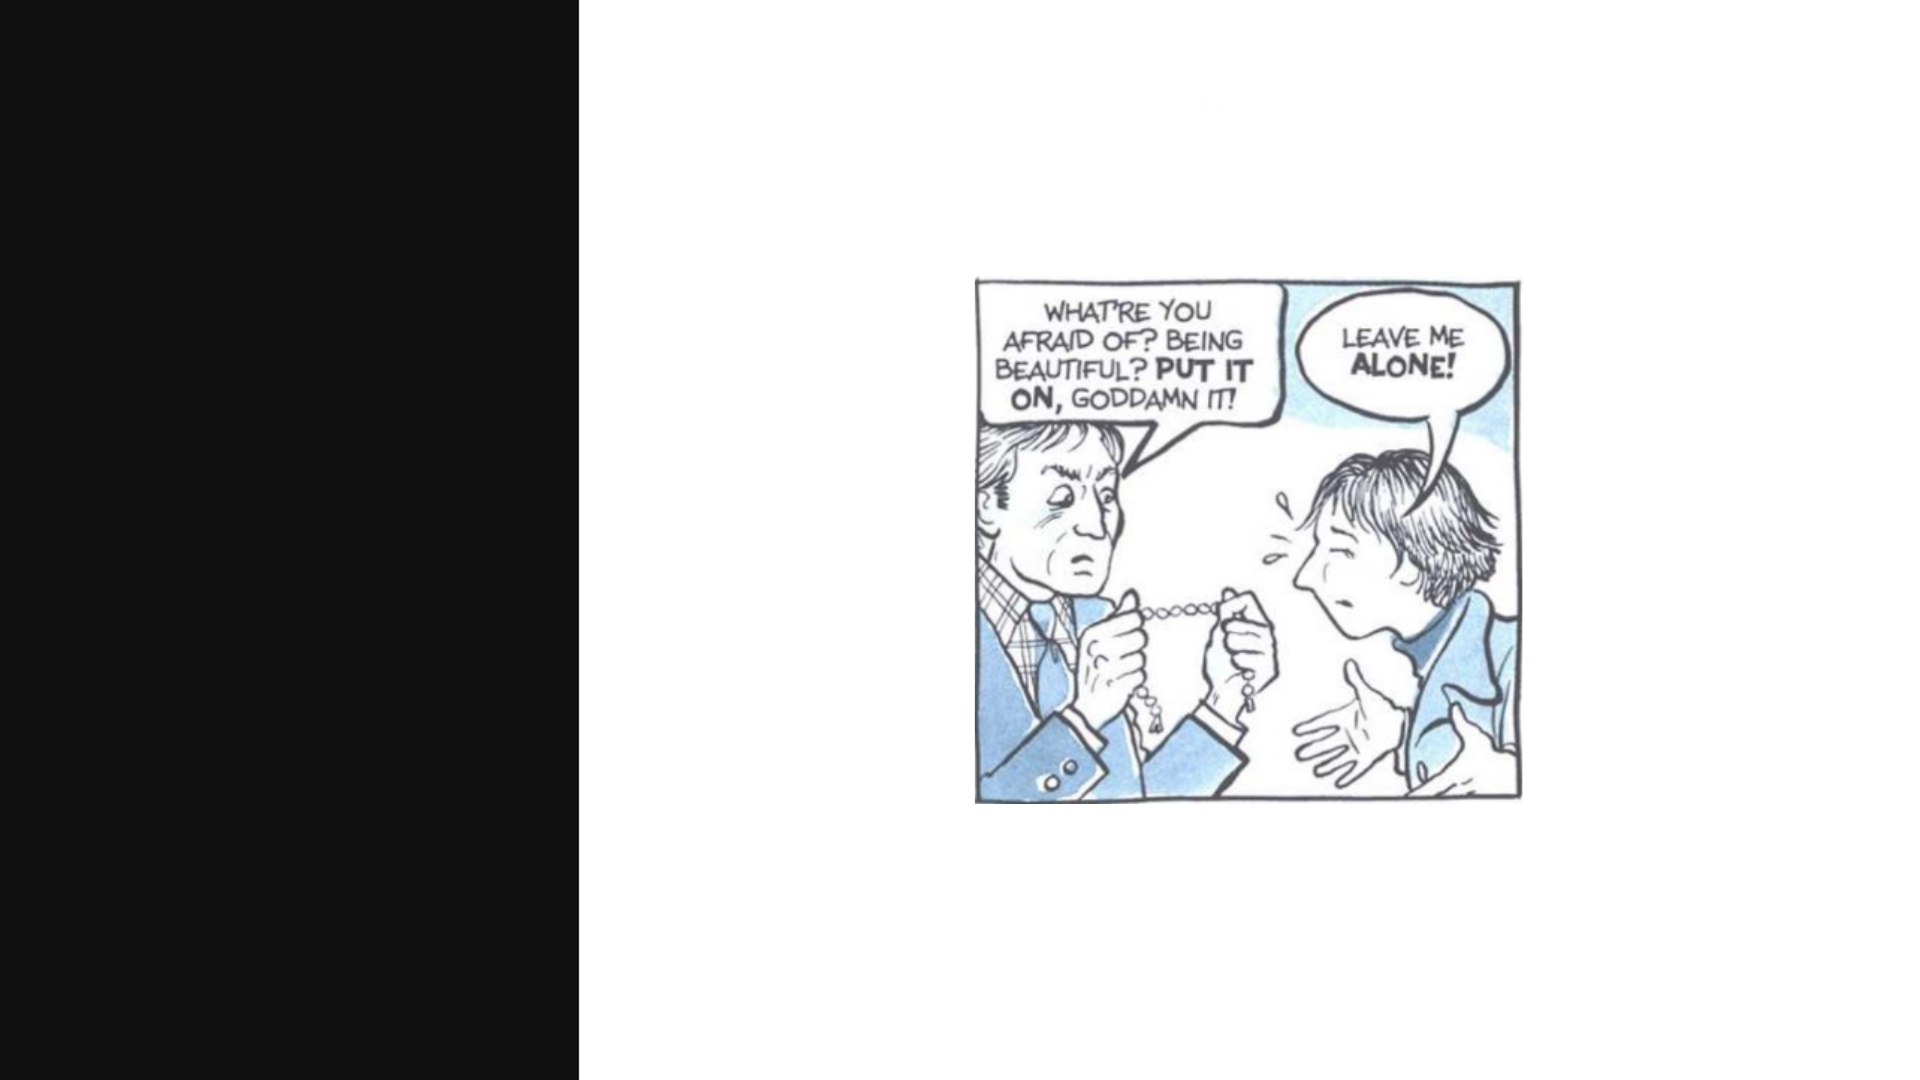 WHAT'RE YOU
AFRAID OF? BEING
BEAUTIFUL? PUT IT
ON, GODDAMN IT!
LEAVE ME
ALONE!